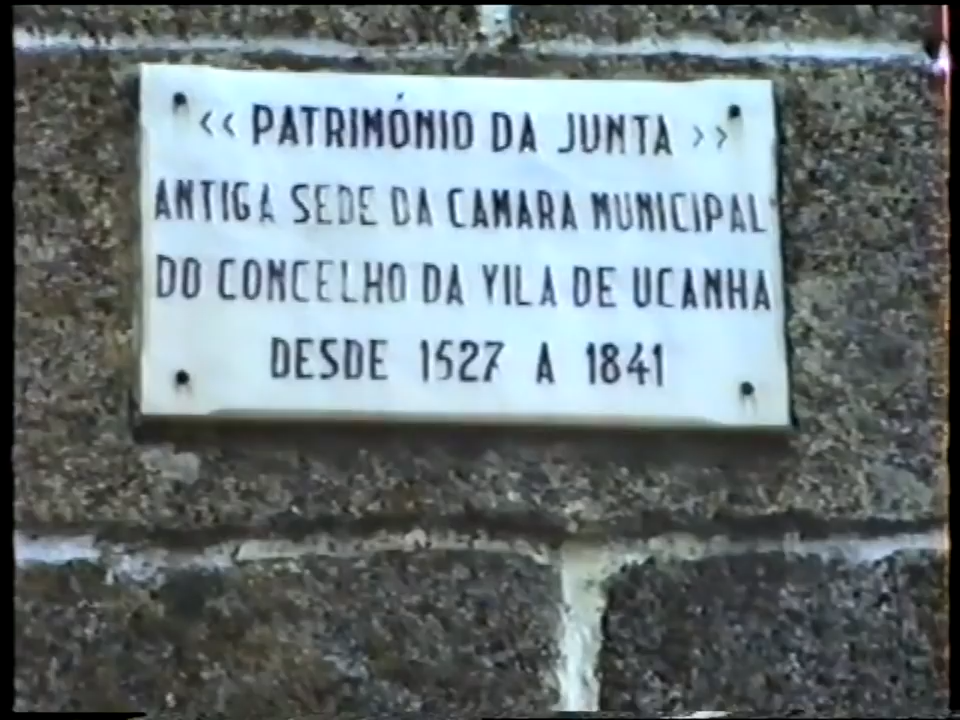 << PATRIMÓNIO DA JUNTA >>
ANTIGA SEDE DA CAMARA MUNICIPAL
DO CONCELHO DA VILA DE UCANHA
DESDE 1527 A 1841